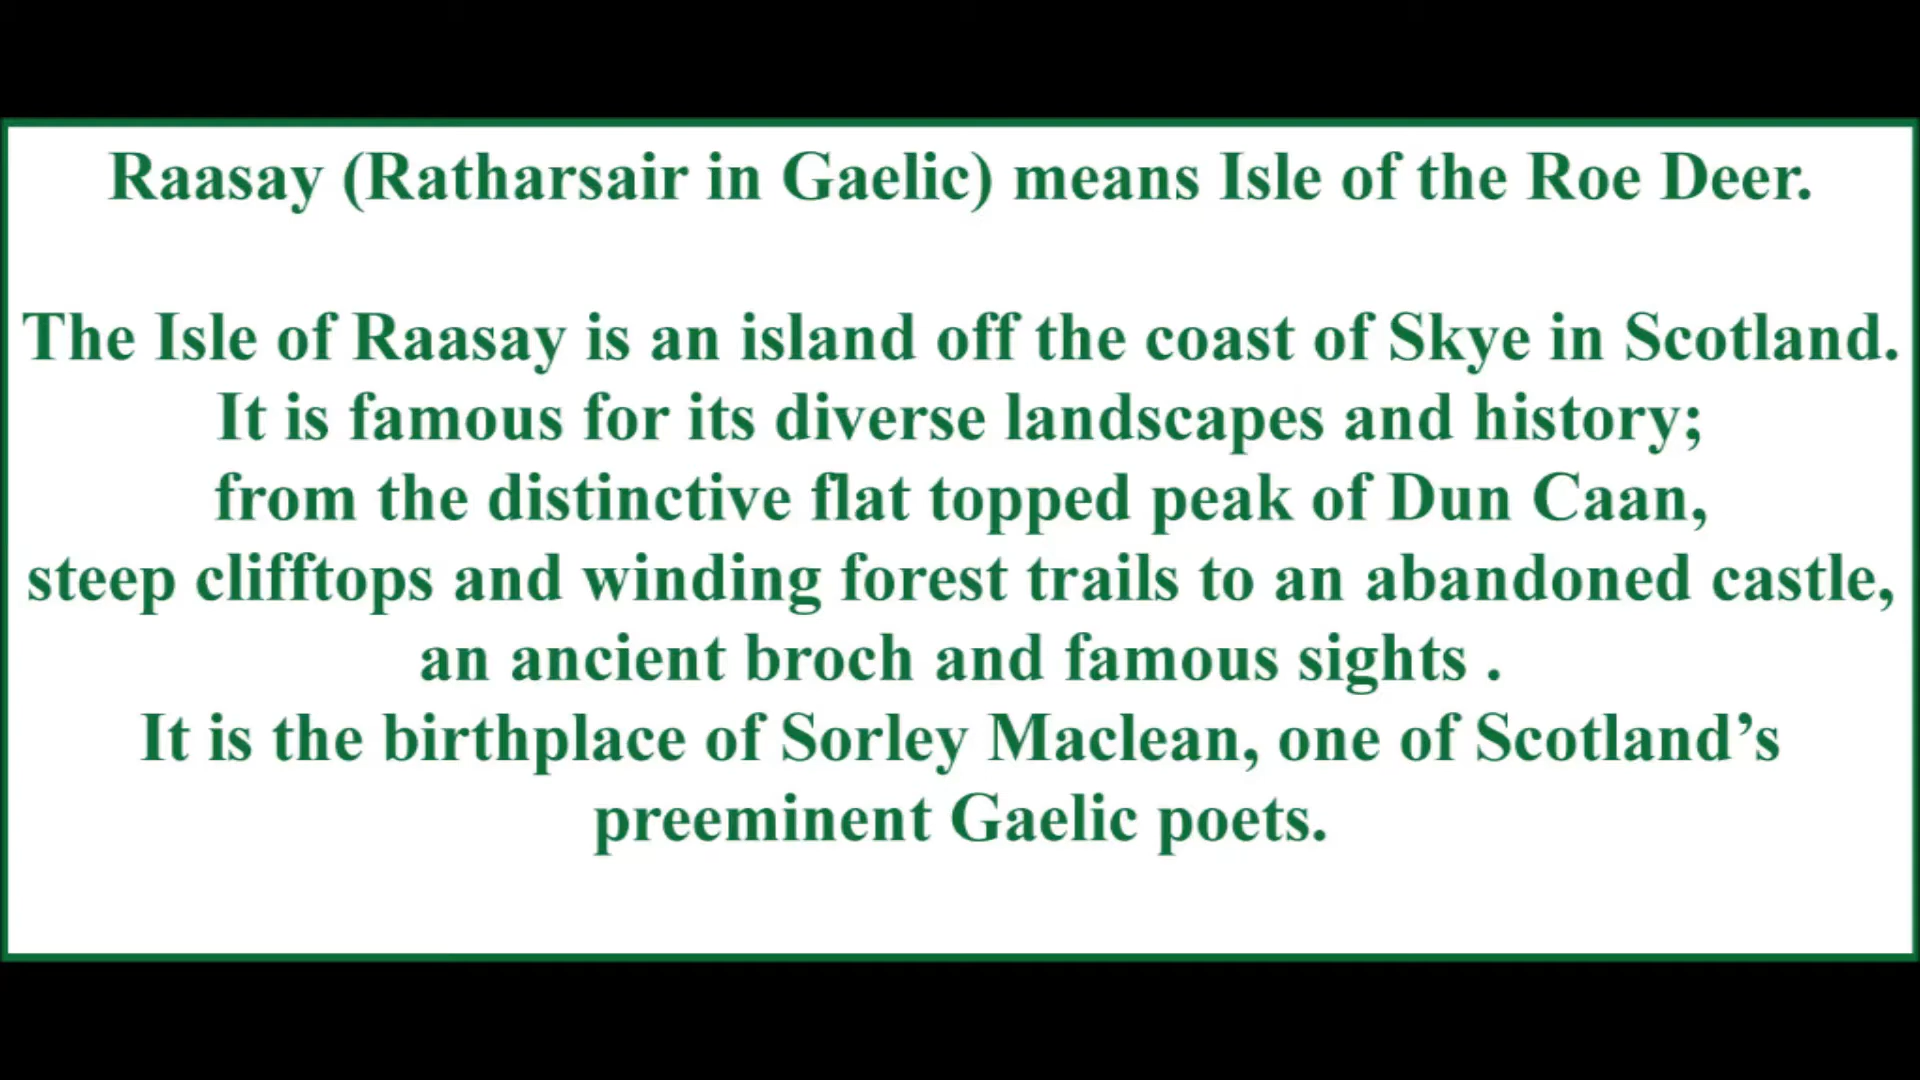 Raasay (Ratharsair in Gaelic) means Isle of the Roe Deer.
The Isle of Raasay is an island off the coast of Skye in Scotland.
It is famous for its diverse landscapes and history;
from the distinctive flat topped peak of Dun Caan,
steep clifftops and winding forest trails to an abandoned castle,
an ancient broch and famous sights .
It is the birthplace of Sorley Maclean, one of Scotland’s
preeminent Gaelic poets.